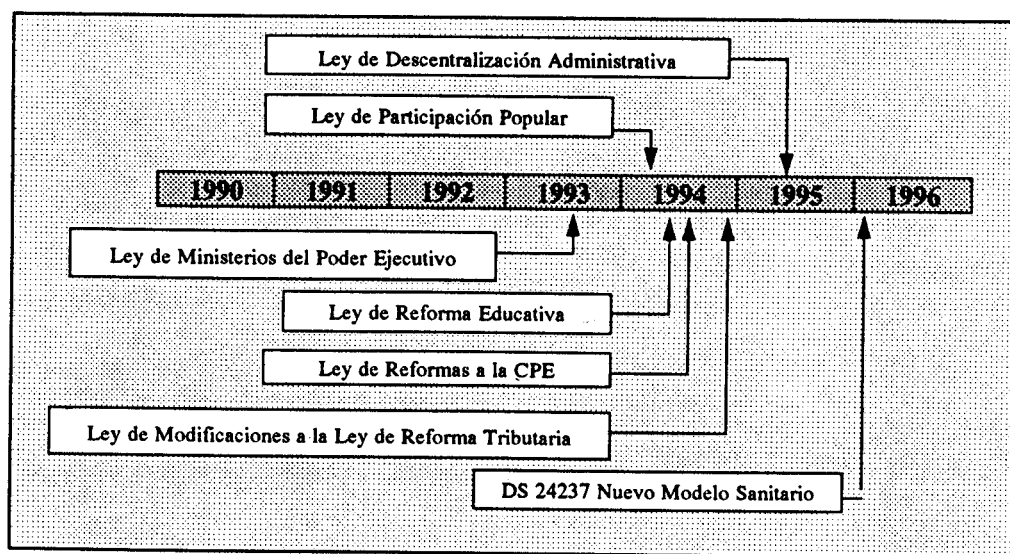 Ley de Descentralización Administrativa
Ley de Participación Popular
1990 1991 1992 1993 1994 1995 1996
Ley de Ministerios del Poder Ejecutivo
Ley de Reforma Educativa
Ley de Reformas a la CPE
Ley de Modificaciones a la Ley de Reforma Tributaria
DS 24237 Nuevo Modelo Sanitario